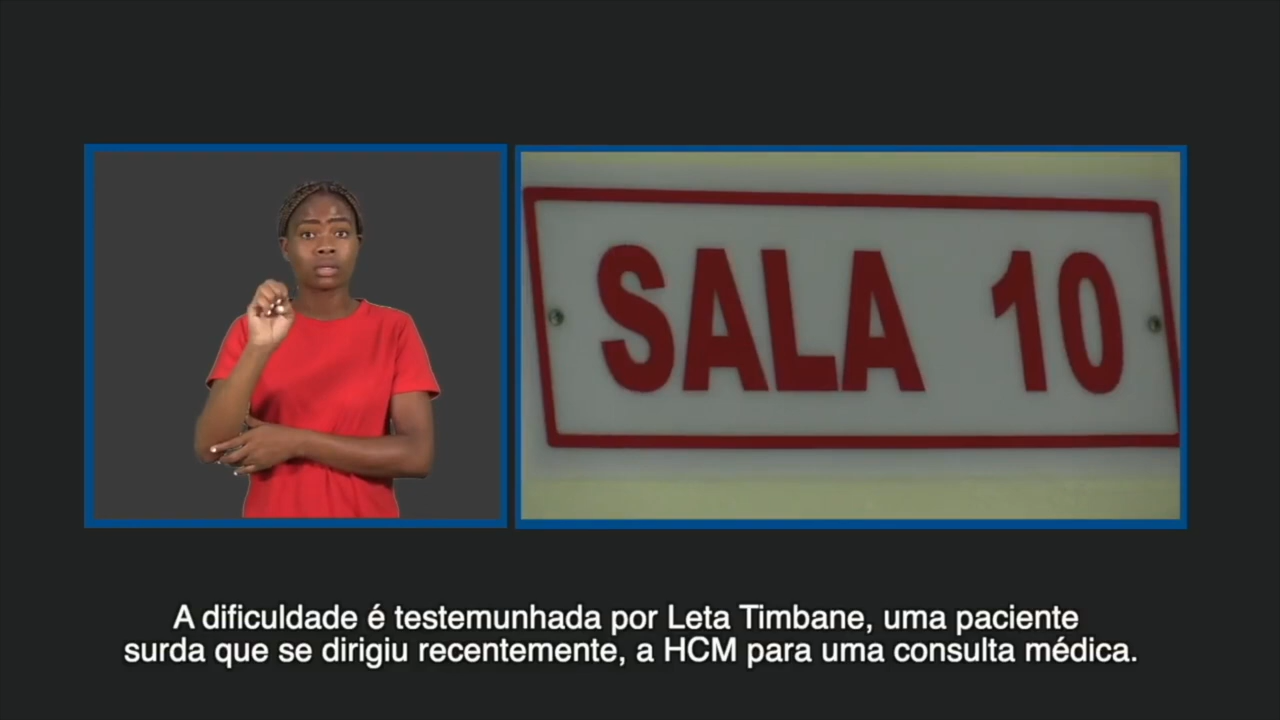 SALA 10
A dificuldade é testemunhada por Leta Timbane, uma paciente
surda que se dirigiu recentemente, a HCM para uma consulta médica.